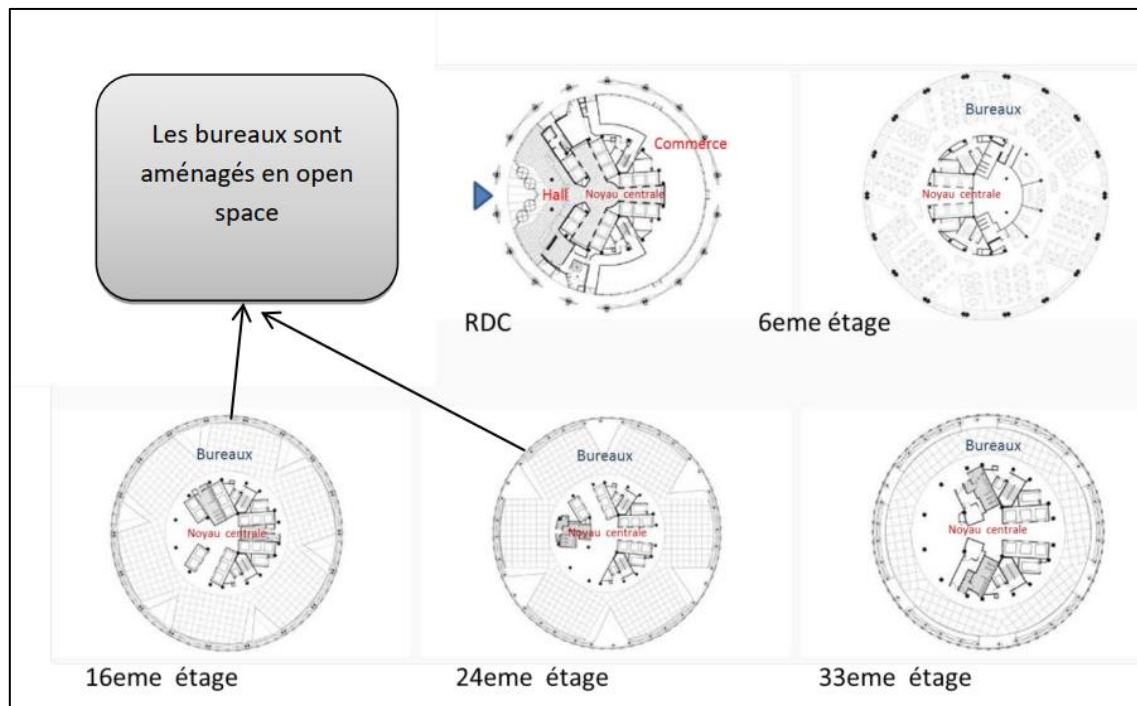 Les bureaux sont
aménagés en open
space
Commerce
Hall
Noyau centrale
RDC
Bureaux
Noyau centrale
6eme étage
Bureaux
Noyau centrale
16eme étage
Bureaux
Noyau centrale
24eme étage
Bureaux
Noyau centrale
33eme étage